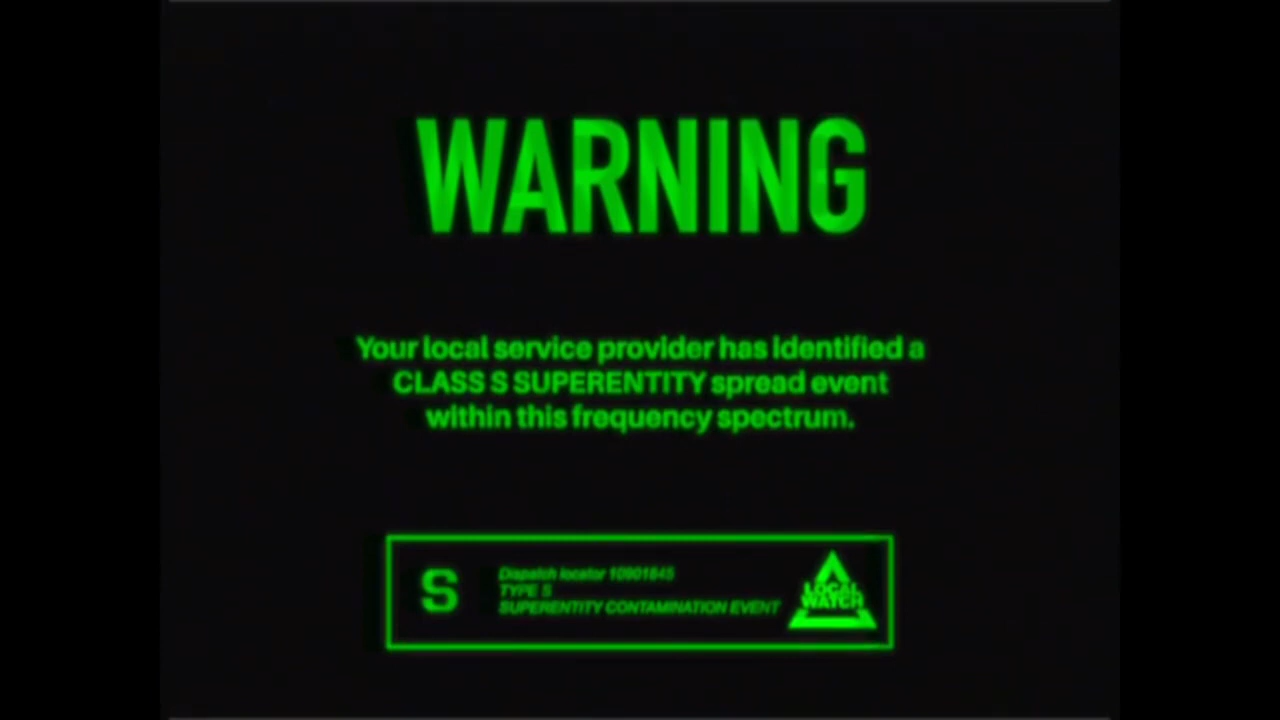 WARNING
Your local service provider has identified a
CLASS S SUPERENTITY spread event
within this frequency spectrum.
S
Dispatch locator 10901645
TYPE S
SUPERENTITY CONTAMINATION EVENT
LOCAL
WATCH